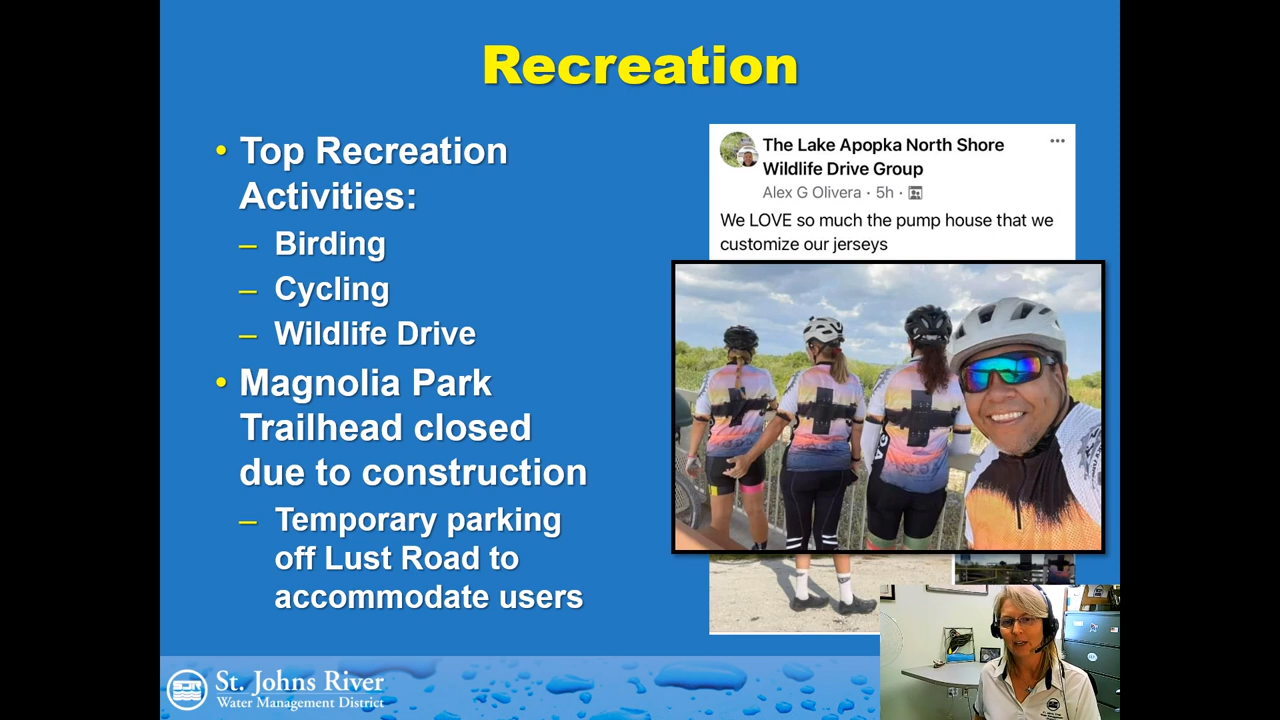 Recreation
• Top Recreation
Activities:
– Birding
– Cycling
– Wildlife Drive
• Magnolia Park
Trailhead closed
due to construction
– Temporary parking
off Lust Road to
accommodate users
The Lake Apopka North Shore
Wildlife Drive Group
Alex G Olivera · 5h ·
We LOVE so much the pump house that we
customize our jerseys
St. Johns River
Water Management District